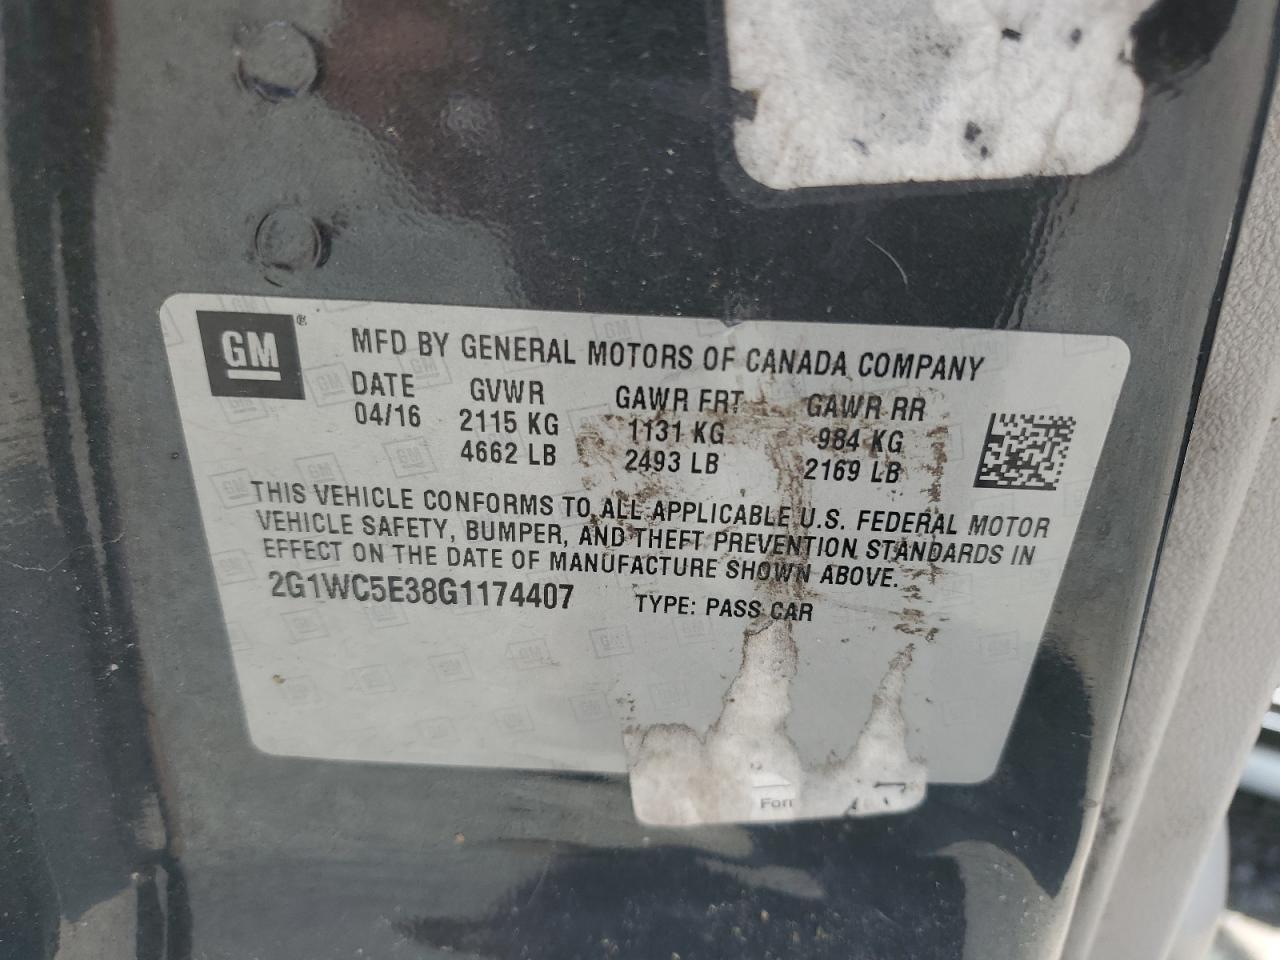 GM®
MFD BY GENERAL MOTORS OF CANADA COMPANY
DATE GVWR GAWR FRT GAWR RR
04/16 2115 KG 1131 KG 984 KG
4662 LB 2493 LB 2169 LB
THIS VEHICLE CONFORMS TO ALL APPLICABLE U.S. FEDERAL MOTOR
VEHICLE SAFETY, BUMPER, AND THEFT PREVENTION STANDARDS IN
EFFECT ON THE DATE OF MANUFACTURE SHOWN ABOVE.
2G1WC5E38G1174407 TYPE: PASS CAR